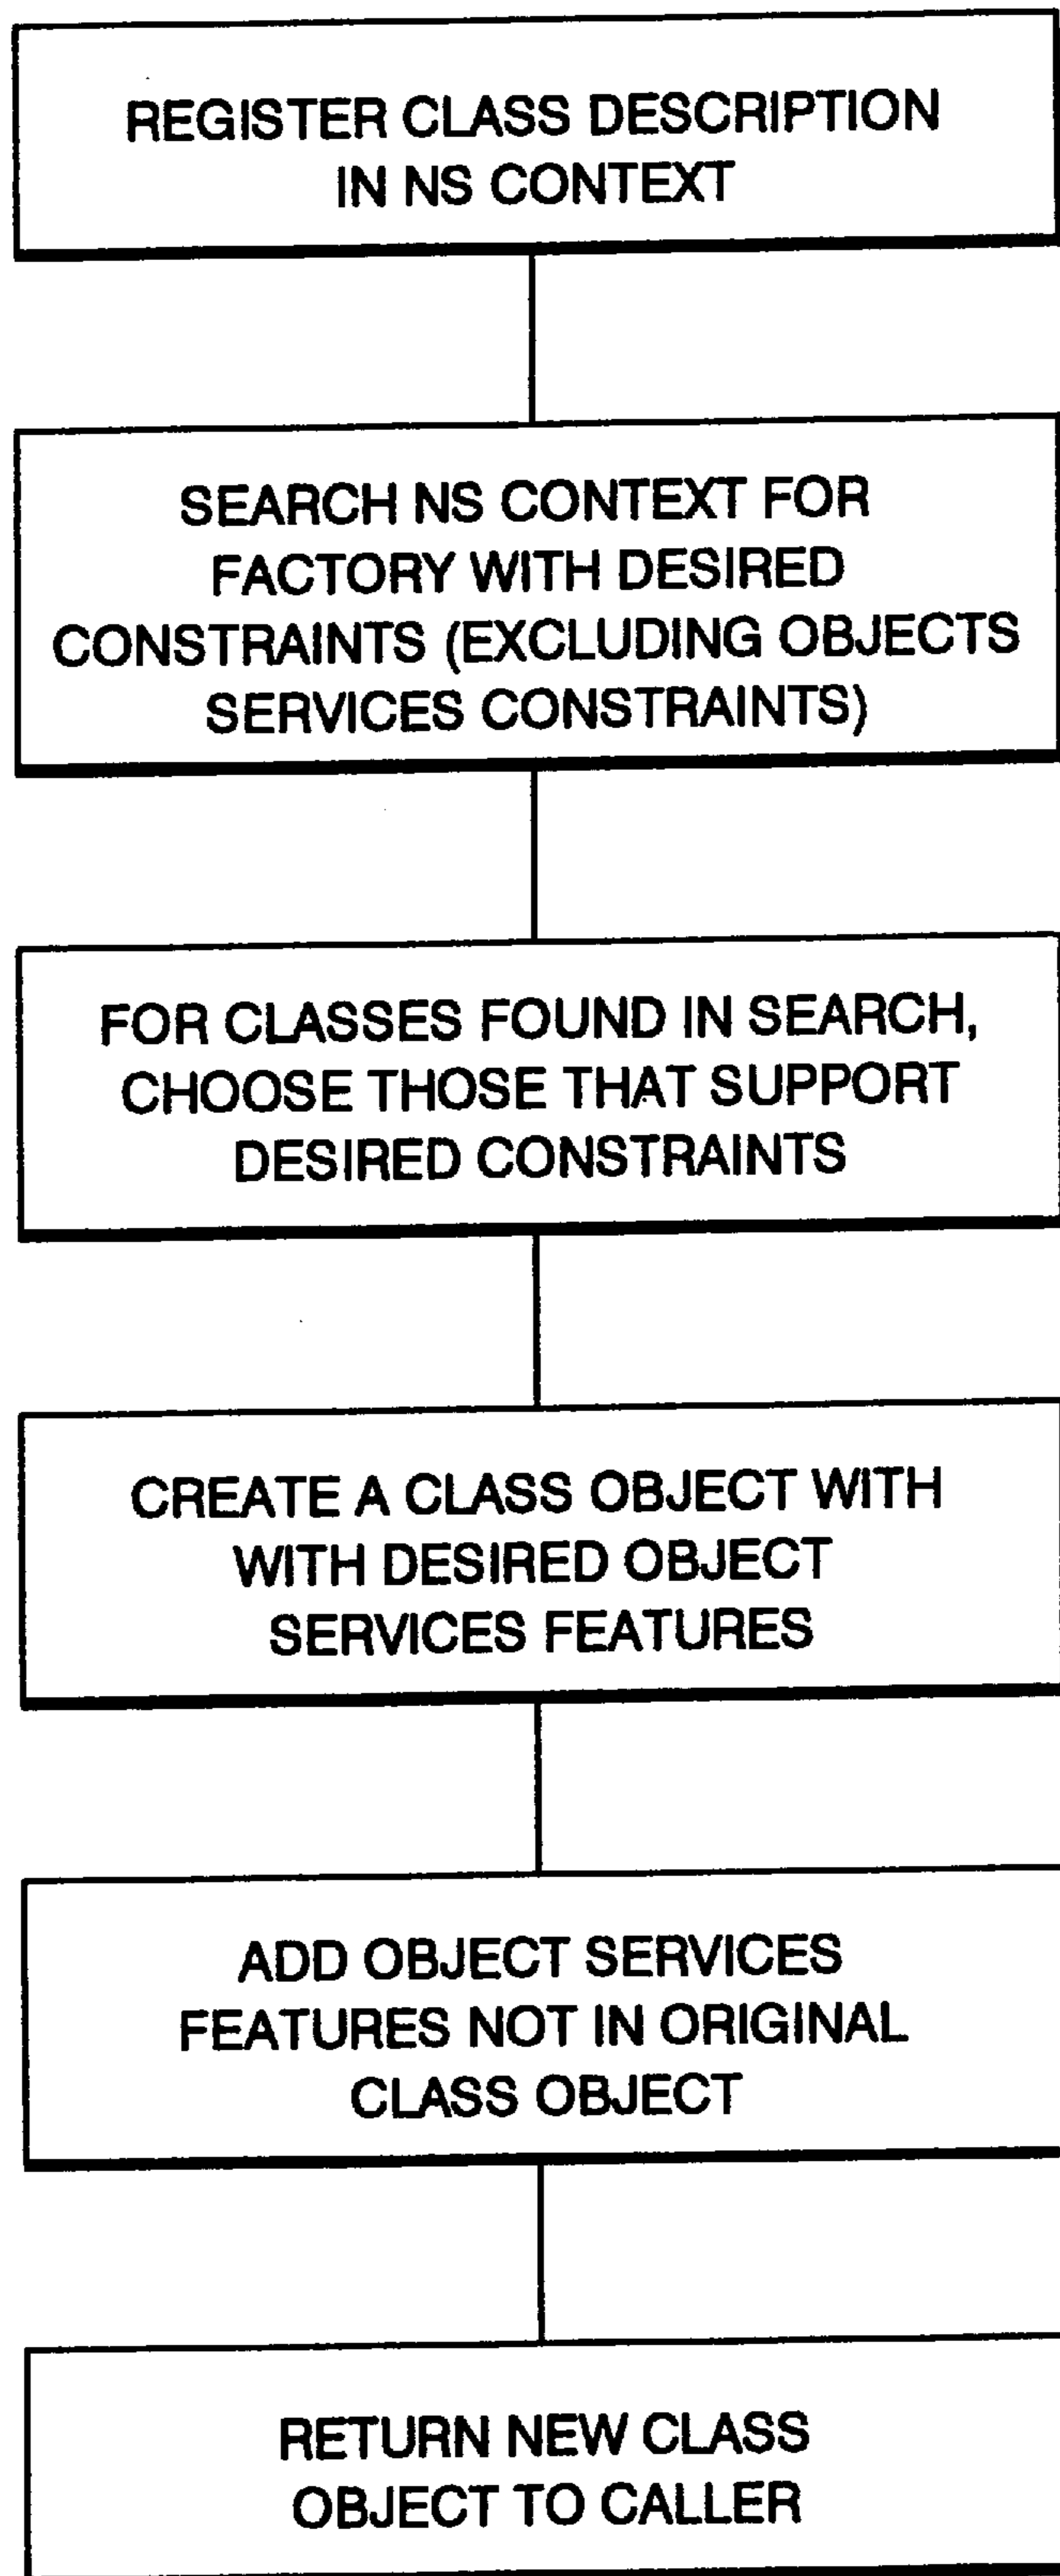 REGISTER CLASS DESCRIPTION
IN NS CONTEXT
SEARCH NS CONTEXT FOR
FACTORY WITH DESIRED
CONSTRAINTS (EXCLUDING OBJECTS
SERVICES CONSTRAINTS)
FOR CLASSES FOUND IN SEARCH,
CHOOSE THOSE THAT SUPPORT
DESIRED CONSTRAINTS
CREATE A CLASS OBJECT WITH
WITH DESIRED OBJECT
SERVICES FEATURES
ADD OBJECT SERVICES
FEATURES NOT IN ORIGINAL
CLASS OBJECT
RETURN NEW CLASS
OBJECT TO CALLER